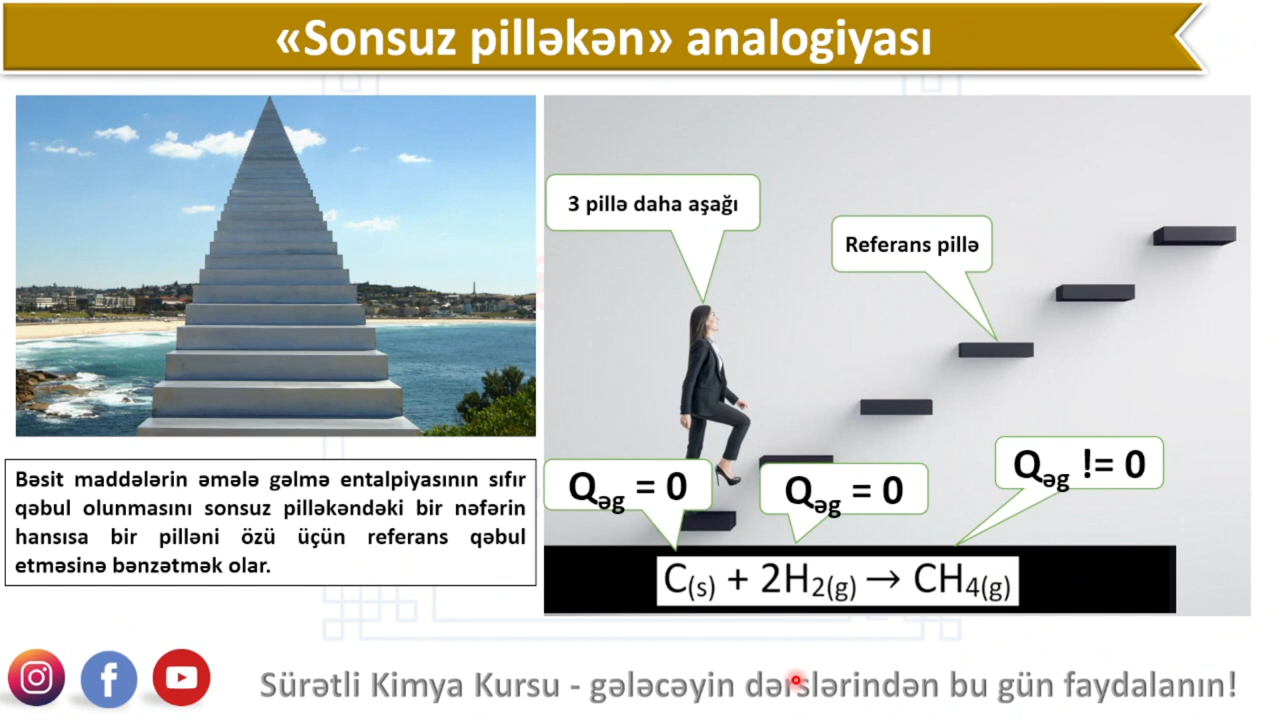 «Sonsuz pilləkən» analogiyası
3 pillə daha aşağı
Referans pillə
Bəsit maddələrin əmələ gəlmə entalpiyasının sıfır
qəbul olunmasını sonsuz pilləkəndəki bir nəfərin
hansısa bir pilləni özü üçün referans qəbul
etməsinə bənzətmək olar.
Qəg = 0
Qəg = 0
Qəg != 0
C(s) + 2H2(g) → CH4(g)
Sürətli Kimya Kursu - gələcəyin dərslərindən bu gün faydalanın!